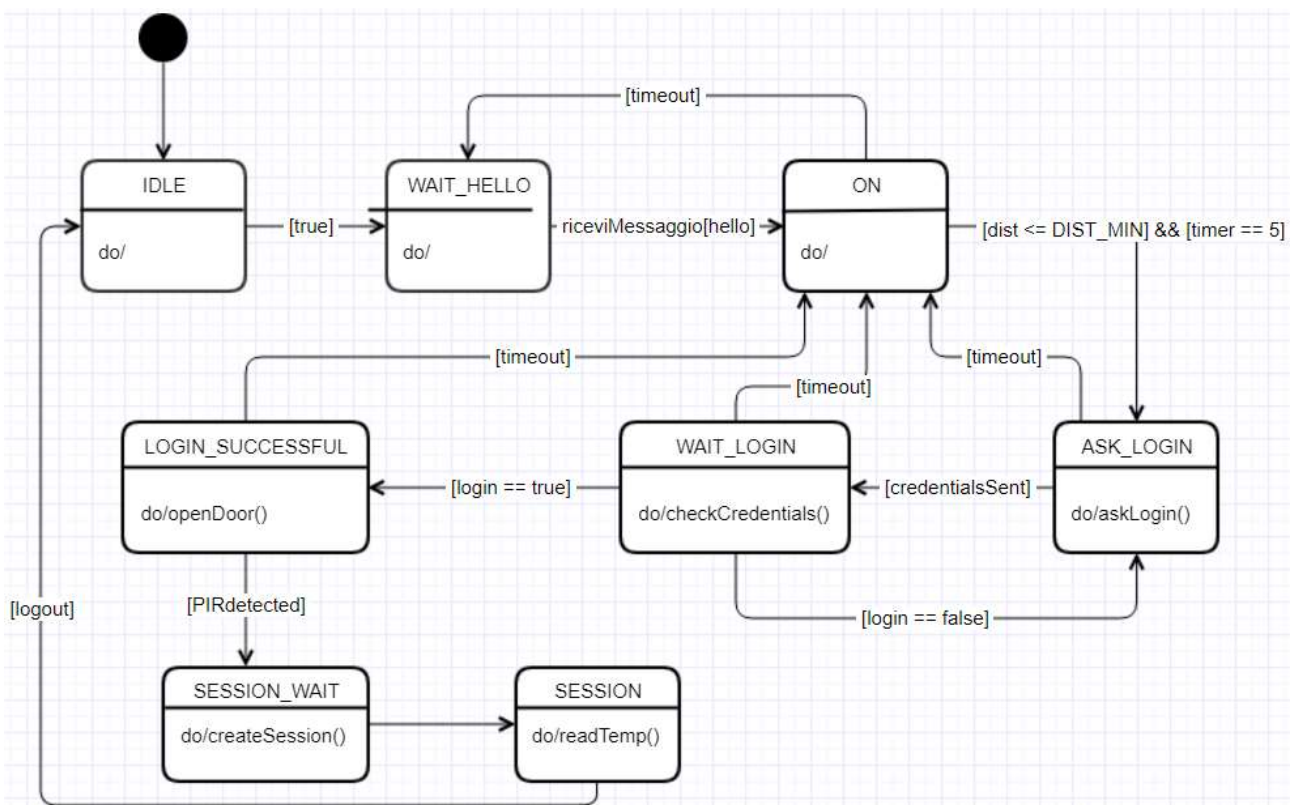 [timeout]
IDLE
do/
[true]
WAIT_HELLO
do/
riceviMessaggio[hello]
ON
do/
[dist <= DIST_MIN] && [timer == 5]
[timeout]
[timeout]
[timeout]
LOGIN_SUCCESSFUL
do/openDoor()
[login == true]
WAIT_LOGIN
do/checkCredentials()
[credentialsSent]
ASK_LOGIN
do/askLogin()
[logout]
[PIRdetected]
[login == false]
SESSION_WAIT
do/createSession()
SESSION
do/readTemp()